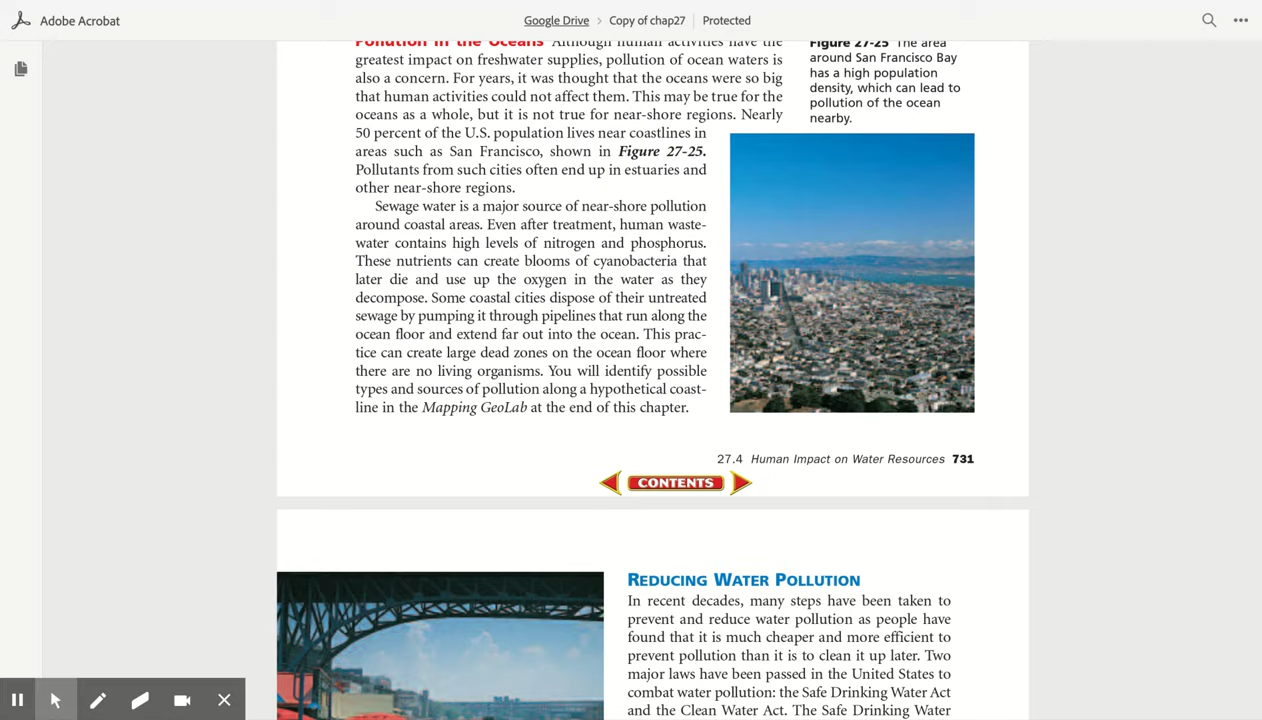 Adobe Acrobat
Google Drive > Copy of chap27 Protected
Pollution in the Oceans Although human activities have the
greatest impact on freshwater supplies, pollution of ocean waters is
also a concern. For years, it was thought that the oceans were so big
that human activities could not affect them. This may be true for the
oceans as a whole, but it is not true for near-shore regions. Nearly
50 percent of the U.S. population lives near coastlines in
areas such as San Francisco, shown in Figure 27-25.
Pollutants from such cities often end up in estuaries and
other near-shore regions.
Sewage water is a major source of near-shore pollution
around coastal areas. Even after treatment, human waste-
water contains high levels of nitrogen and phosphorus.
These nutrients can create blooms of cyanobacteria that
later die and use up the oxygen in the water as they
decompose. Some coastal cities dispose of their untreated
sewage by pumping it through pipelines that run along the
ocean floor and extend far out into the ocean. This prac-
tice can create large dead zones on the ocean floor where
there are no living organisms. You will identify possible
types and sources of pollution along a hypothetical coast-
line in the Mapping GeoLab at the end of this chapter.
Figure 27-25 The area
around San Francisco Bay
has a high population
density, which can lead to
pollution of the ocean
nearby.
27.4 Human Impact on Water Resources 731
CONTENTS
REDUCING WATER POLLUTION
In recent decades, many steps have been taken to
prevent and reduce water pollution as people have
found that it is much cheaper and more efficient to
prevent pollution than it is to clean it up later. Two
major laws have been passed in the United States to
combat water pollution: the Safe Drinking Water Act
and the Clean Water Act. The Safe Drinking Water